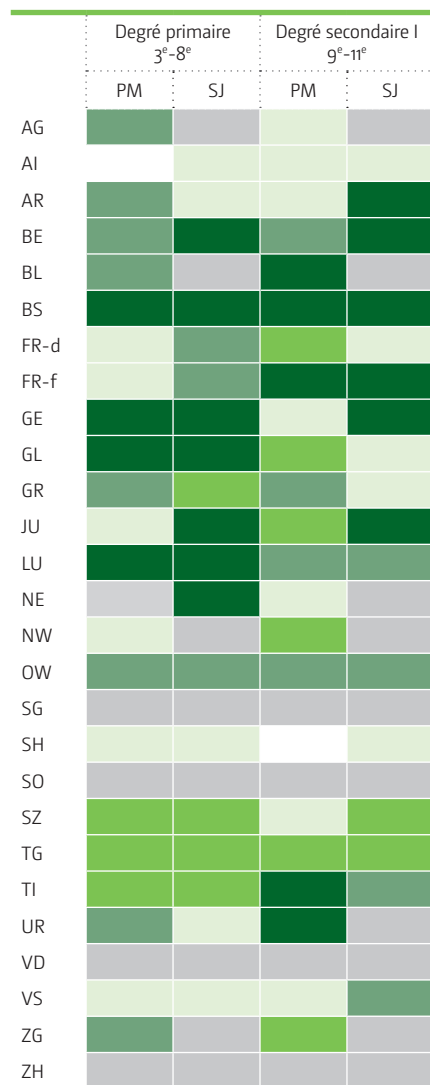 Degré primaire Degré secondaire I
3e-8e 9e-11e
PM SJ PM SJ
AG
AI
AR
BE
BL
BS
FR-d
FR-f
GE
GL
GR
JU
LU
NE
NW
OW
SG
SH
SO
SZ
TG
TI
UR
VD
VS
ZG
ZH